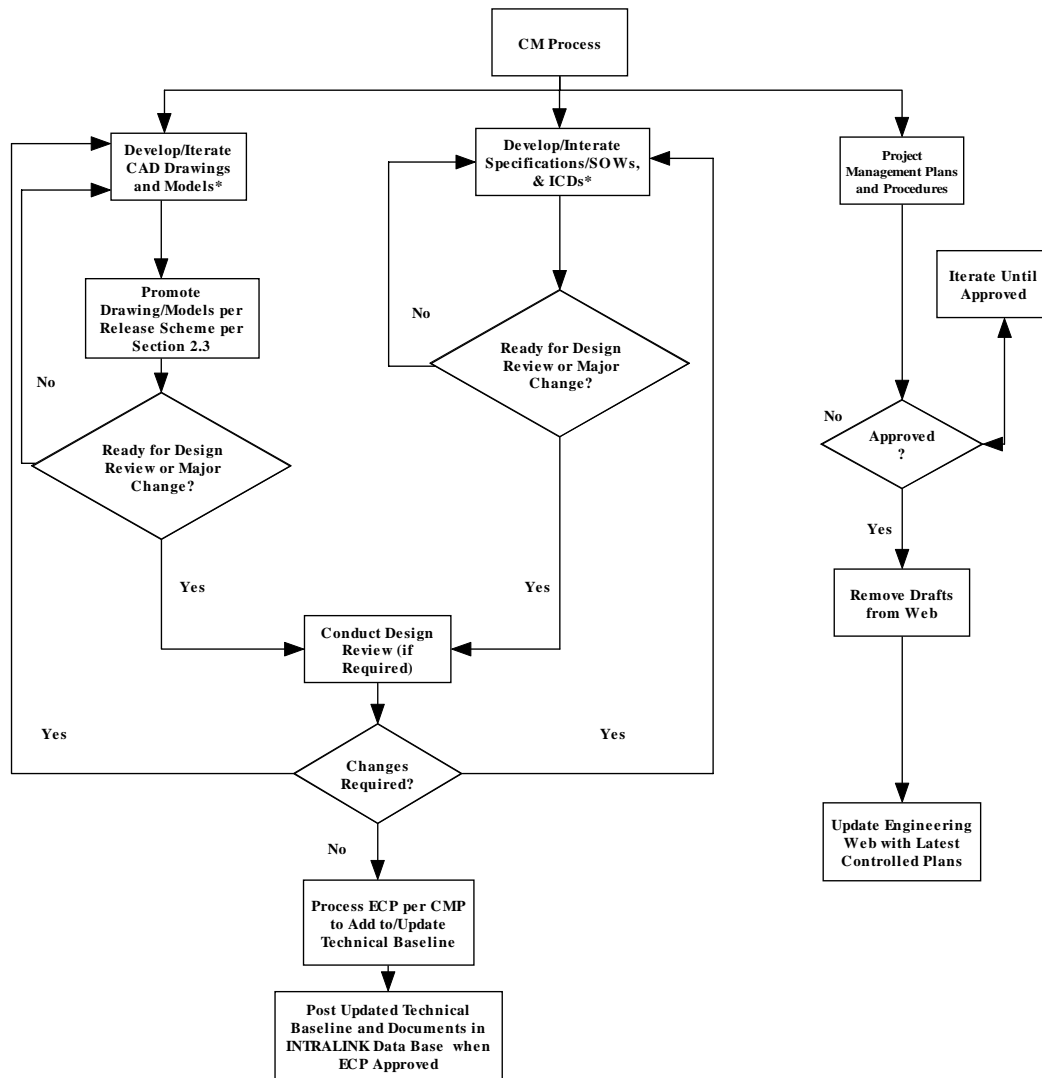 CM Process
Develop/Iterate
CAD Drawings
and Models*
Develop/Interate
Specifications/SOWs,
& ICDs*
Project
Management Plans
and Procedures
Iterate Until
Approved
Promote
Drawing/Models per
Release Scheme per
Section 2.3
No
Ready for Design
Review or Major
Change?
No
Ready for Design
Review or Major
Change?
No
Approved
?
Yes
Yes
Yes
Remove Drafts
from Web
Conduct Design
Review (if
Required)
Yes
Changes
Required?
Yes
Update Engineering
Web with Latest
Controlled Plans
No
Process ECP per CMP
to Add to/Update
Technical Baseline
Post Updated Technical
Baseline and Documents in
INTRALINK Data Base when
ECP Approved